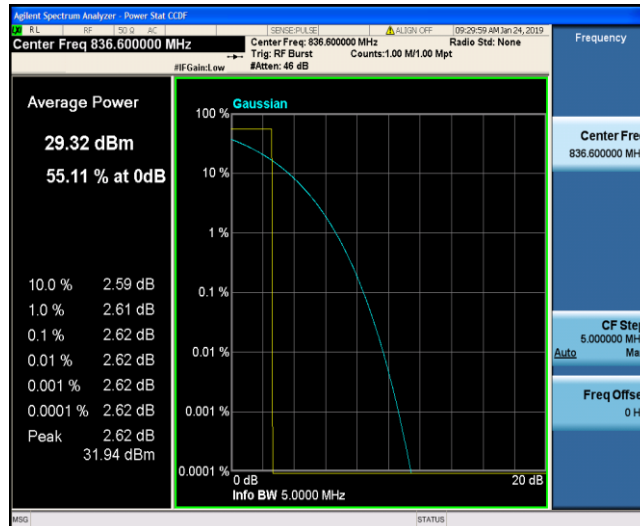 Agilent Spectrum Analyzer - Power Stat CCDF
RL RF 50 Ω AC SENSE:PULSE ALIGN OFF 09:29:59 AM Jan 24, 2019
Center Freq 836.600000 MHz
Center Freq: 836.600000 MHz Radio Std: None
Trig: RF Burst Counts:1.00 M/1.00 Mpt
#IFGain:Low #Atten: 46 dB
Frequency
Average Power
29.32 dBm
55.11 % at 0dB
10.0 % 2.59 dB
1.0 % 2.61 dB
0.1 % 2.62 dB
0.01 % 2.62 dB
0.001 % 2.62 dB
0.0001 % 2.62 dB
Peak 2.62 dB
31.94 dBm
Gaussian
100 %
10 %
1 %
0.1 %
0.01 %
0.001 %
0.0001 %
0 dB 20 dB
Info BW 5.0000 MHz
Center Fre
836.600000 MH
CF Step
5.000000 MH
Auto Ma
Freq Offse
0 H
MSG STATUS